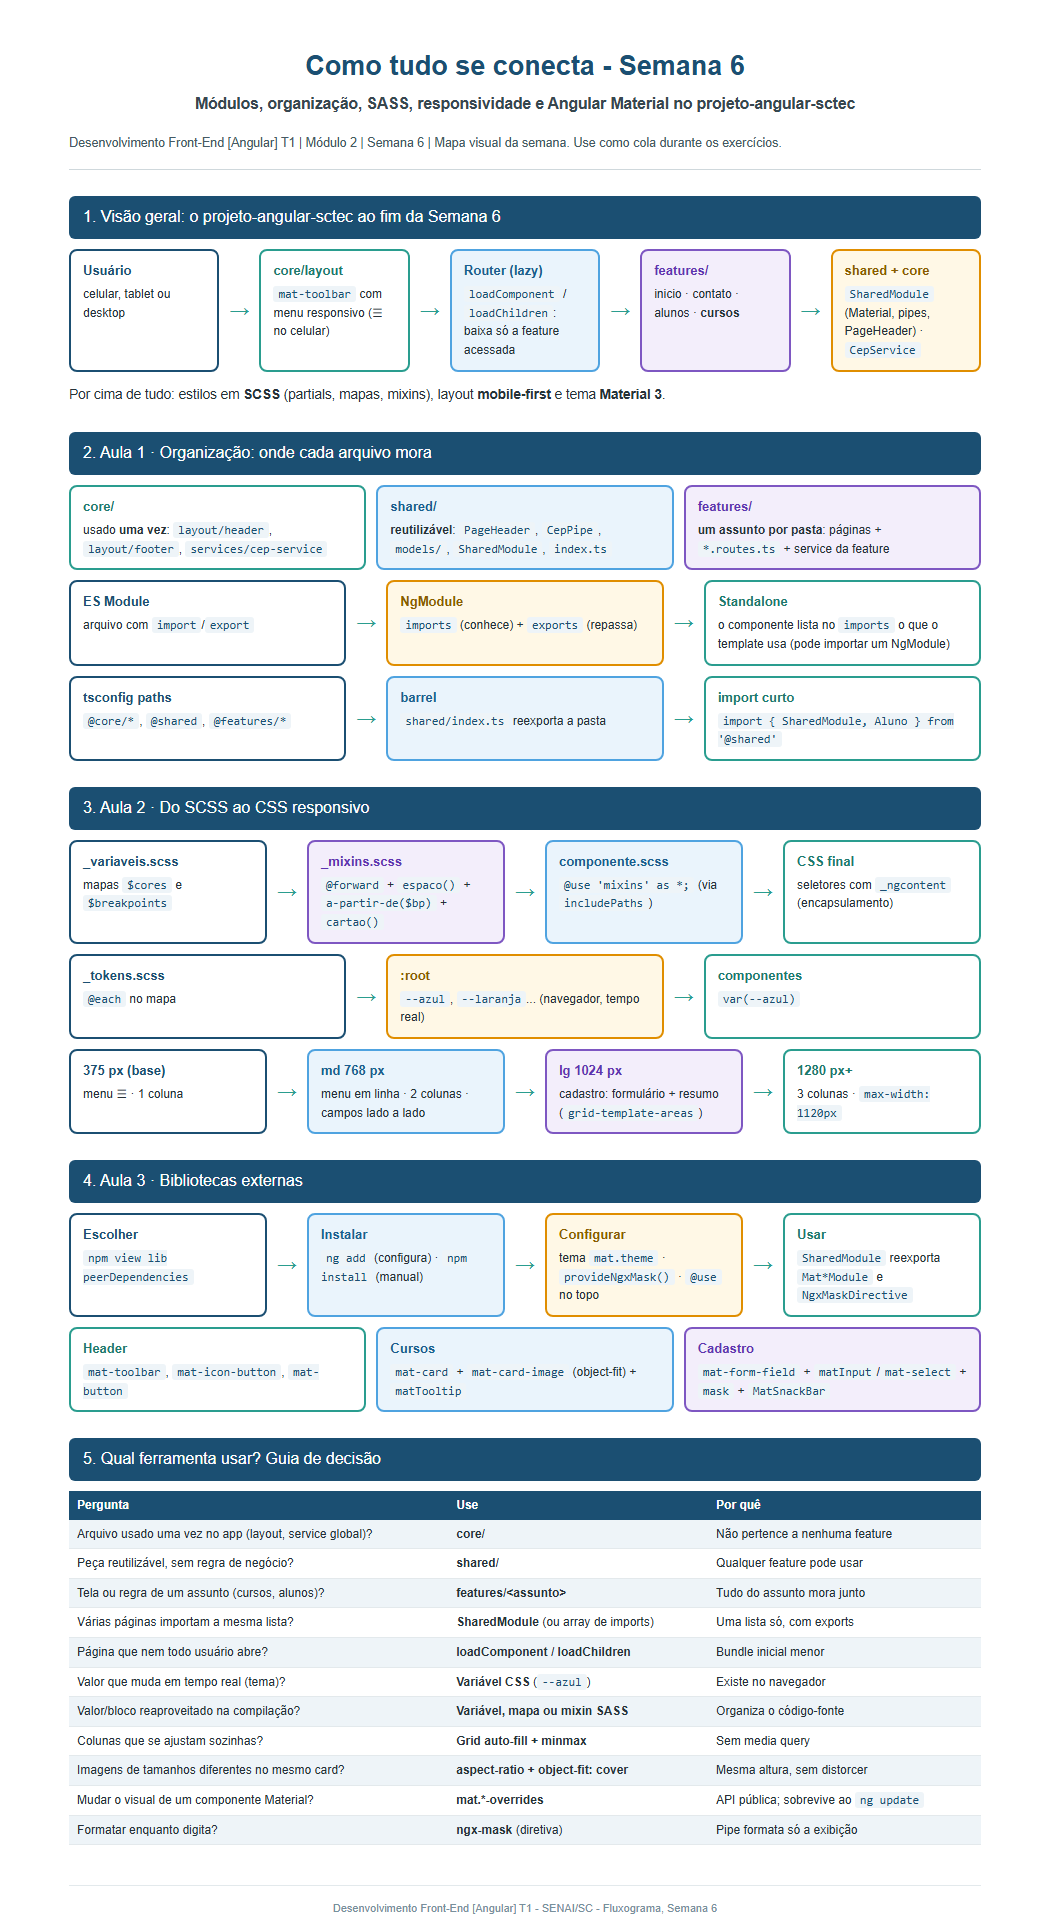 Como tudo se conecta - Semana 6
Módulos, organização, SASS, responsividade e Angular Material no projeto-angular-sctec
Desenvolvimento Front-End [Angular] T1 | Módulo 2 | Semana 6 | Mapa visual da semana. Use como cola durante os exercícios.
1. Visão geral: o projeto-angular-sctec ao fim da Semana 6
Usuário
celular, tablet ou
desktop
→
core/layout
mat-toolbar com
menu responsivo (☰
no celular)
→
Router (lazy)
loadComponent /
loadChildren :
baixa só a feature
acessada
→
features/
inicio · contato ·
alunos · cursos
→
shared + core
SharedModule
(Material, pipes,
PageHeader) ·
CepService
Por cima de tudo: estilos em SCSS (partials, mapas, mixins), layout mobile-first e tema Material 3.
2. Aula 1 · Organização: onde cada arquivo mora
core/
usado uma vez: layout/header ,
layout/footer , services/cep-service
shared/
reutilizável: PageHeader , CepPipe ,
models/ , SharedModule , index.ts
features/
um assunto por pasta: páginas +
*.routes.ts + service da feature
ES Module
arquivo com import / export
→
NgModule
imports (conhece) + exports (repassa)
→
Standalone
o componente lista no imports o que o
template usa (pode importar um NgModule)
tsconfig paths
@core/* , @shared , @features/*
→
barrel
shared/index.ts reexporta a pasta
→
import curto
import { SharedModule, Aluno } from
'@shared'
3. Aula 2 · Do SCSS ao CSS responsivo
_variaveis.scss
mapas $cores e
$breakpoints
→
_mixins.scss
@forward + espaco() +
a-partir-de($bp) +
cartao()
→
componente.scss
@use 'mixins' as *; (via
includePaths )
→
CSS final
seletores com _ngcontent
(encapsulamento)
_tokens.scss
@each no mapa
→
:root
--azul , --laranja ... (navegador, tempo
real)
→
componentes
var(--azul)
375 px (base)
menu ☰ · 1 coluna
→
md 768 px
menu em linha · 2 colunas ·
campos lado a lado
→
lg 1024 px
cadastro: formulário + resumo
( grid-template-areas )
→
1280 px+
3 colunas · max-width:
1120px
4. Aula 3 · Bibliotecas externas
Escolher
npm view lib
peerDependencies
→
Instalar
ng add (configura) · npm
install (manual)
→
Configurar
tema mat.theme ·
provideNgxMask() · @use
no topo
→
Usar
SharedModule reexporta
Mat*Module e
NgxMaskDirective
Header
mat-toolbar , mat-icon-button , mat-
button
Cursos
mat-card + mat-card-image (object-fit) +
matTooltip
Cadastro
mat-form-field + matInput / mat-select +
mask + MatSnackBar
5. Qual ferramenta usar? Guia de decisão
Pergunta Use Por quê
Arquivo usado uma vez no app (layout, service global)? core/ Não pertence a nenhuma feature
Peça reutilizável, sem regra de negócio? shared/ Qualquer feature pode usar
Tela ou regra de um assunto (cursos, alunos)? features/<assunto> Tudo do assunto mora junto
Várias páginas importam a mesma lista? SharedModule (ou array de imports) Uma lista só, com exports
Página que nem todo usuário abre? loadComponent / loadChildren Bundle inicial menor
Valor que muda em tempo real (tema)? Variável CSS ( --azul ) Existe no navegador
Valor/bloco reaproveitado na compilação? Variável, mapa ou mixin SASS Organiza o código-fonte
Colunas que se ajustam sozinhas? Grid auto-fill + minmax Sem media query
Imagens de tamanhos diferentes no mesmo card? aspect-ratio + object-fit: cover Mesma altura, sem distorcer
Mudar o visual de um componente Material? mat.*-overrides API pública; sobrevive ao ng update
Formatar enquanto digita? ngx-mask (diretiva) Pipe formata só a exibição
Desenvolvimento Front-End [Angular] T1 - SENAI/SC - Fluxograma, Semana 6